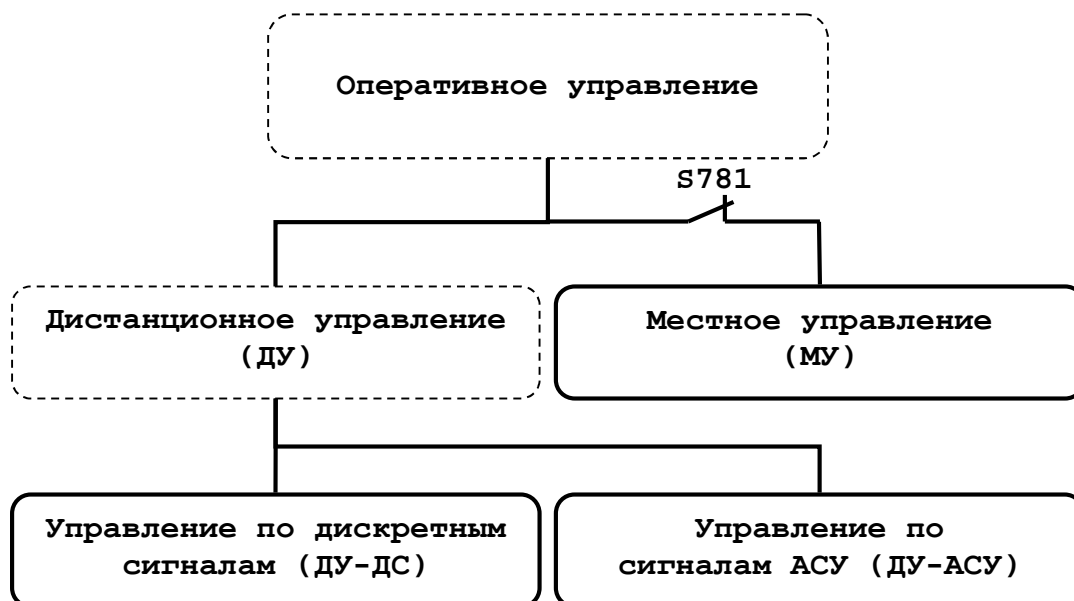 Оперативное управление
S781
Дистанционное управление
(ДУ)
Местное управление
(МУ)
Управление по дискретным
сигналам (ДУ-ДС)
Управление по
сигналам АСУ (ДУ-АСУ)